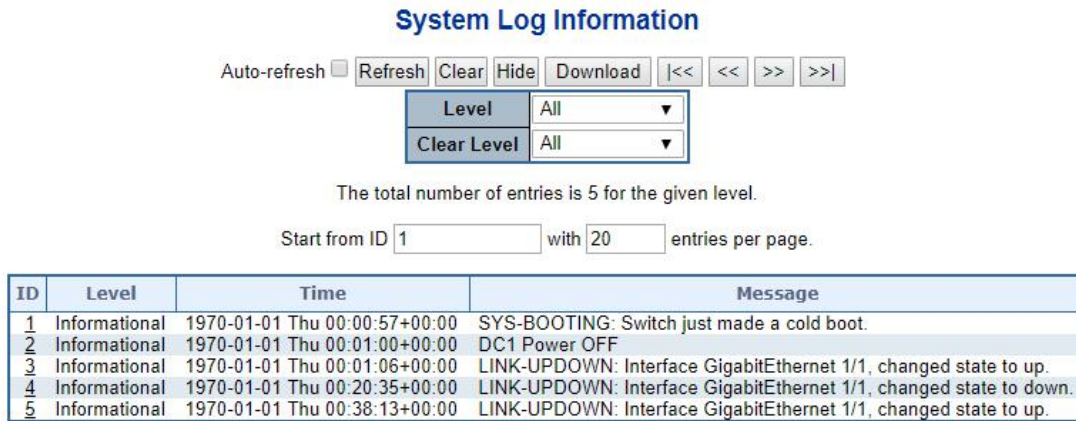 System Log Information
Auto-refresh Refresh Clear Hide Download |<< << >> >>|
Level All
Clear Level All
The total number of entries is 5 for the given level.
Start from ID 1 with 20 entries per page.
ID Level Time Message
1 Informational 1970-01-01 Thu 00:00:57+00:00 SYS-BOOTING: Switch just made a cold boot.
2 Informational 1970-01-01 Thu 00:01:00+00:00 DC1 Power OFF
3 Informational 1970-01-01 Thu 00:01:06+00:00 LINK-UPDOWN: Interface GigabitEthernet 1/1, changed state to up.
4 Informational 1970-01-01 Thu 00:20:35+00:00 LINK-UPDOWN: Interface GigabitEthernet 1/1, changed state to down.
5 Informational 1970-01-01 Thu 00:38:13+00:00 LINK-UPDOWN: Interface GigabitEthernet 1/1, changed state to up.